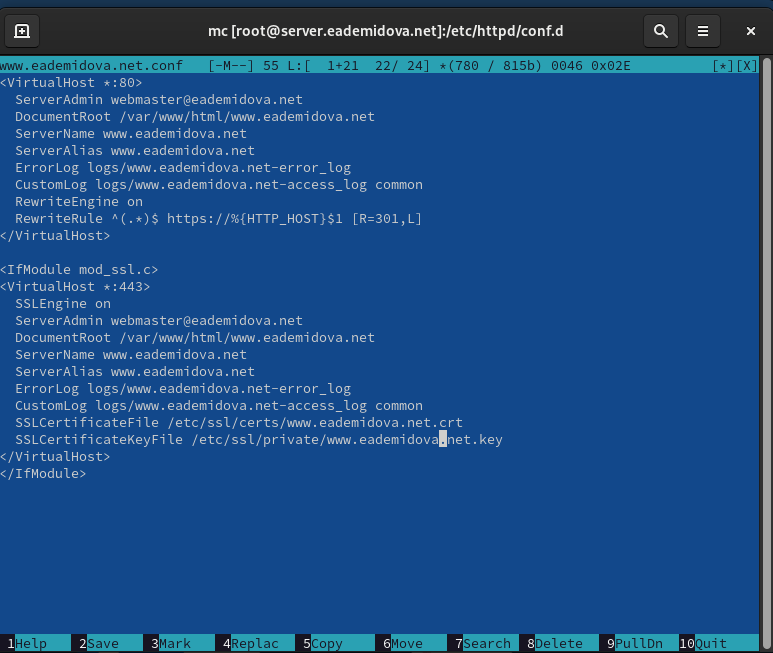 mc [root@server.eademidova.net]:/etc/httpd/conf.d
www.eademidova.net.conf   [-M--] 55 L:[  1+21  22/ 24] *(780 / 815b) 0046 0x02E          [*][X]
<VirtualHost *:80>
  ServerAdmin webmaster@eademidova.net
  DocumentRoot /var/www/html/www.eademidova.net
  ServerName www.eademidova.net
  ServerAlias www.eademidova.net
  ErrorLog logs/www.eademidova.net-error_log
  CustomLog logs/www.eademidova.net-access_log common
  RewriteEngine on
  RewriteRule ^(.*)$ https://%{HTTP_HOST}$1 [R=301,L]
</VirtualHost>

<IfModule mod_ssl.c>
<VirtualHost *:443>
  SSLEngine on
  ServerAdmin webmaster@eademidova.net
  DocumentRoot /var/www/html/www.eademidova.net
  ServerName www.eademidova.net
  ServerAlias www.eademidova.net
  ErrorLog logs/www.eademidova.net-error_log
  CustomLog logs/www.eademidova.net-access_log common
  SSLCertificateFile /etc/ssl/certs/www.eademidova.net.crt
  SSLCertificateKeyFile /etc/ssl/private/www.eademidova.net.key
</VirtualHost>
</IfModule>
1Help   2Save   3Mark   4Replac   5Copy   6Move   7Search   8Delete   9PullDn   10Quit